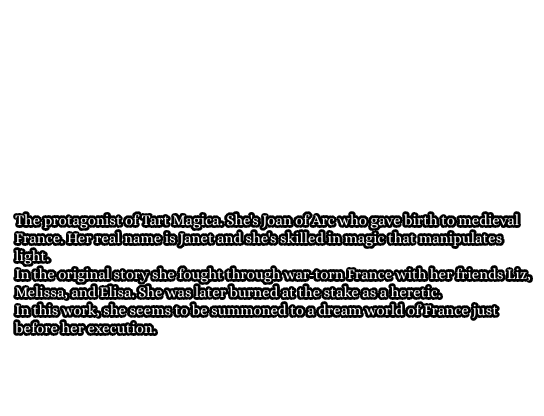 The protagonist of Tart Magica. She's Joan of Arc who gave birth to medieval
France. Her real name is Janet and she's skilled in magic that manipulates
light.
In the original story she fought through war-torn France with her friends Liz,
Melissa, and Elisa. She was later burned at the stake as a heretic.
In this work, she seems to be summoned to a dream world of France just
before her execution.